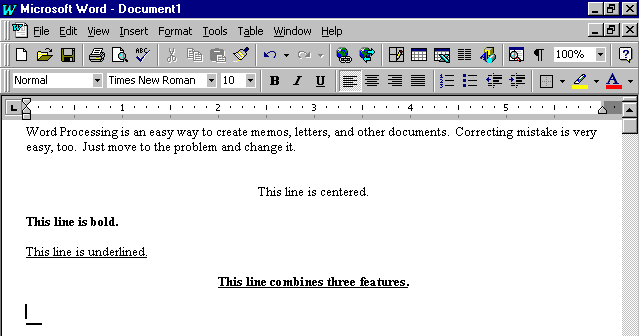 Microsoft Word - Document1
File Edit View Insert Format Tools Table Window Help
ABC 100%
Normal Times New Roman 10 B I U A
1 2 3 4 5
Word Processing is an easy way to create memos, letters, and other documents. Correcting mistake is very
easy, too. Just move to the problem and change it.
This line is centered.
This line is bold.
This line is underlined.
This line combines three features.